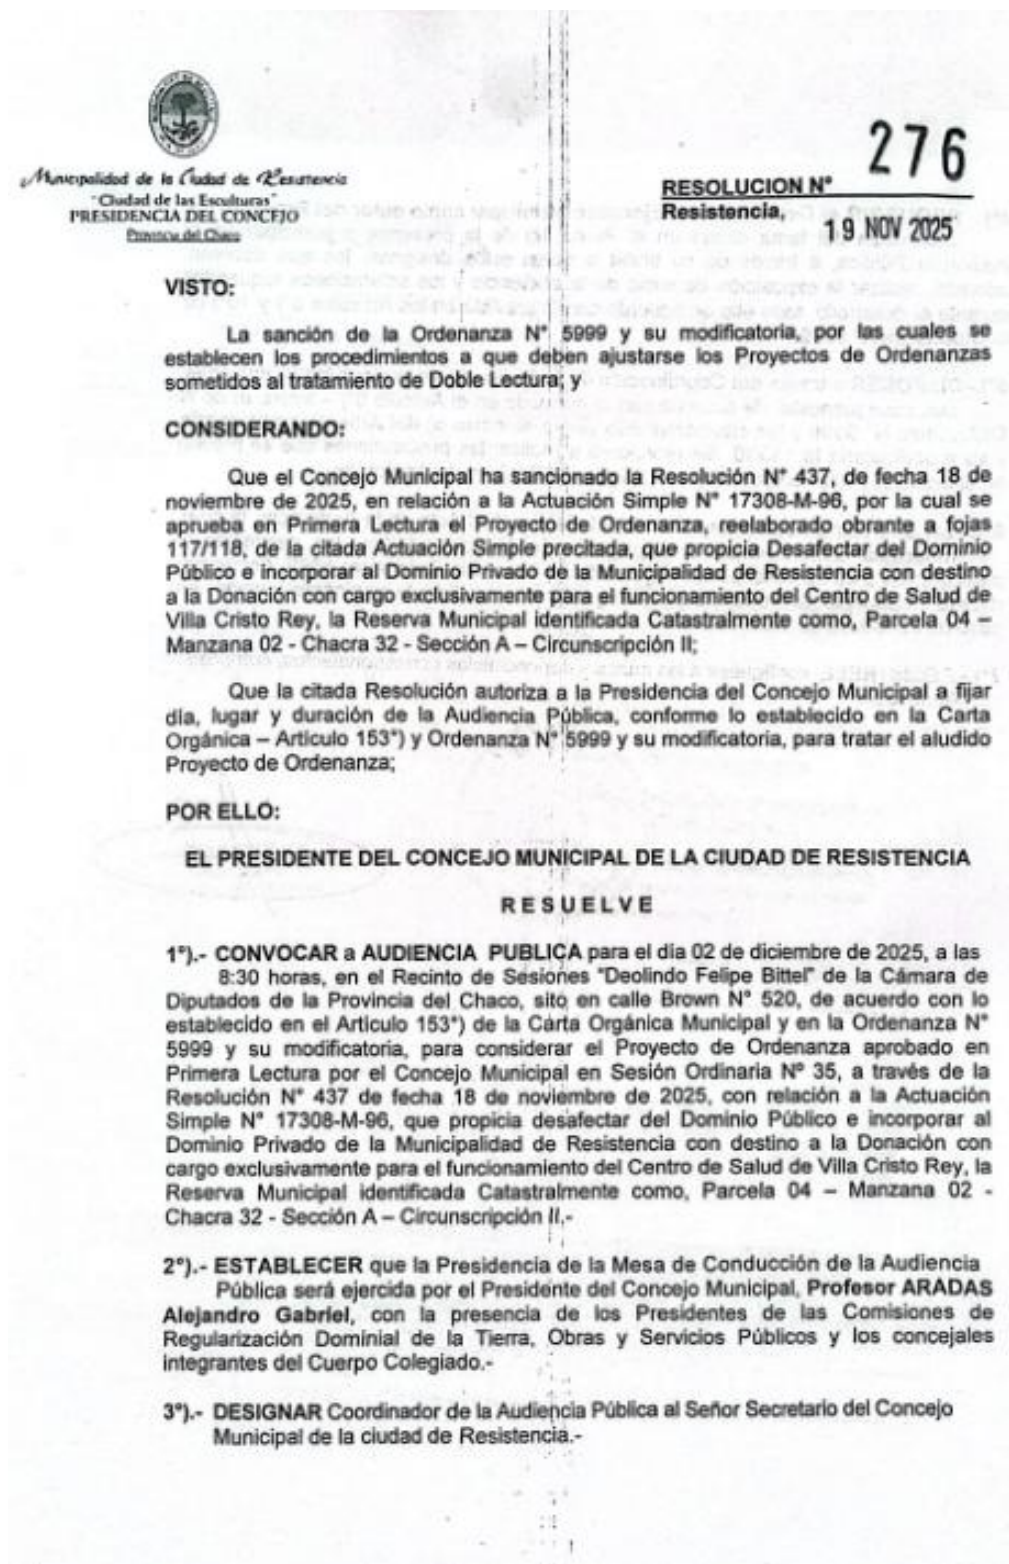 276
Municipalidad de la Ciudad de Resistencia
"Ciudad de las Esculturas"
PRESIDENCIA DEL CONCEJO
Provincia del Chaco
RESOLUCION N°
Resistencia,
19 NOV 2025
VISTO:
La sanción de la Ordenanza N° 5999 y su modificatoria, por las cuales se
establecen los procedimientos a que deben ajustarse los Proyectos de Ordenanzas
sometidos al tratamiento de Doble Lectura; y
CONSIDERANDO:
Que el Concejo Municipal ha sancionado la Resolución N° 437, de fecha 18 de
noviembre de 2025, en relación a la Actuación Simple N° 17308-M-96, por la cual se
aprueba en Primera Lectura el Proyecto de Ordenanza, reelaborado obrante a fojas
117/118, de la citada Actuación Simple precitada, que propicia Desafectar del Dominio
Público e incorporar al Dominio Privado de la Municipalidad de Resistencia con destino
a la Donación con cargo exclusivamente para el funcionamiento del Centro de Salud de
Villa Cristo Rey, la Reserva Municipal identificada Catastralmente como, Parcela 04 –
Manzana 02 - Chacra 32 - Sección A – Circunscripción II;
Que la citada Resolución autoriza a la Presidencia del Concejo Municipal a fijar
día, lugar y duración de la Audiencia Pública, conforme lo establecido en la Carta
Orgánica – Artículo 153°) y Ordenanza N° 5999 y su modificatoria, para tratar el aludido
Proyecto de Ordenanza;
POR ELLO:
EL PRESIDENTE DEL CONCEJO MUNICIPAL DE LA CIUDAD DE RESISTENCIA
R E S U E L V E
1°).- CONVOCAR a AUDIENCIA PUBLICA para el día 02 de diciembre de 2025, a las
8:30 horas, en el Recinto de Sesiones "Deolindo Felipe Bittel" de la Cámara de
Diputados de la Provincia del Chaco, sito en calle Brown N° 520, de acuerdo con lo
establecido en el Artículo 153°) de la Carta Orgánica Municipal y en la Ordenanza N°
5999 y su modificatoria, para considerar el Proyecto de Ordenanza aprobado en
Primera Lectura por el Concejo Municipal en Sesión Ordinaria Nº 35, a través de la
Resolución N° 437 de fecha 18 de noviembre de 2025, con relación a la Actuación
Simple N° 17308-M-96, que propicia desafectar del Dominio Público e incorporar al
Dominio Privado de la Municipalidad de Resistencia con destino a la Donación con
cargo exclusivamente para el funcionamiento del Centro de Salud de Villa Cristo Rey, la
Reserva Municipal identificada Catastralmente como, Parcela 04 – Manzana 02 -
Chacra 32 - Sección A – Circunscripción II.-
2°).- ESTABLECER que la Presidencia de la Mesa de Conducción de la Audiencia
Pública será ejercida por el Presidente del Concejo Municipal, Profesor ARADAS
Alejandro Gabriel, con la presencia de los Presidentes de las Comisiones de
Regularización Dominial de la Tierra, Obras y Servicios Públicos y los concejales
integrantes del Cuerpo Colegiado.-
3°).- DESIGNAR Coordinador de la Audiencia Pública al Señor Secretario del Concejo
Municipal de la ciudad de Resistencia.-